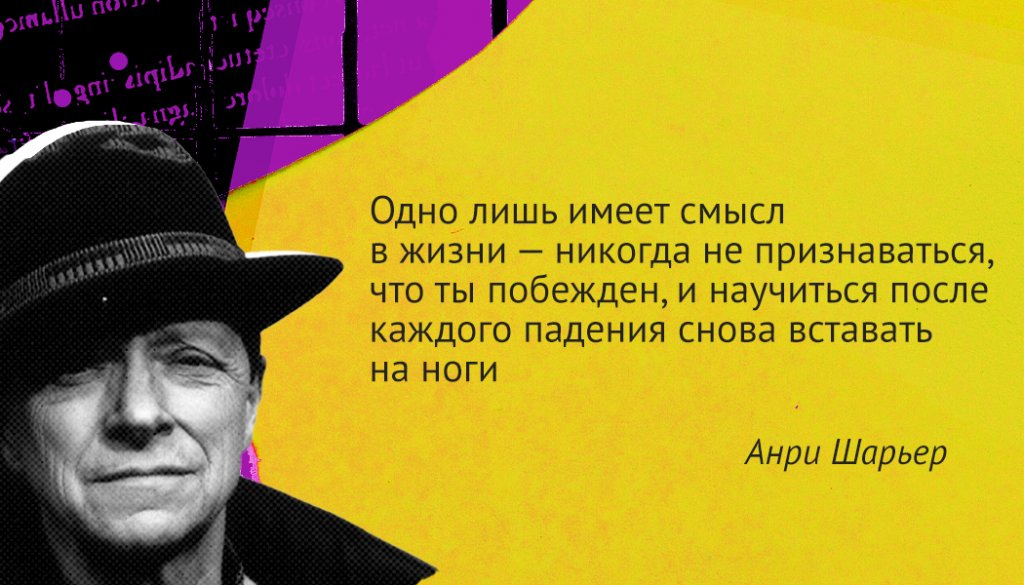 Одно лишь имеет смысл
в жизни — никогда не признаваться,
что ты побежден, и научиться после
каждого падения снова вставать
на ноги
Анри Шарьер